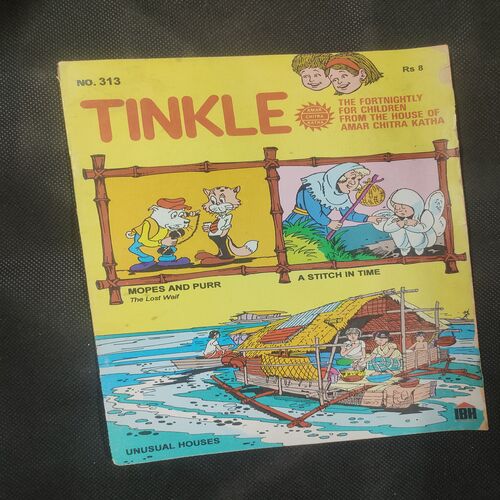 NO. 313
Rs 8
TINKLE
AMAR
CHITRA
KATHA
THE FORTNIGHTLY
FOR CHILDREN
FROM THE HOUSE OF
AMAR CHITRA KATHA
MOPES AND PURR
The Lost Waif
A STITCH IN TIME
UNUSUAL HOUSES
IBH